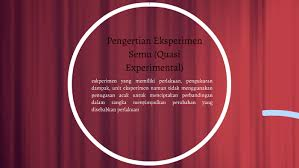 Pengertian Eksperimen
Semu (Quasi
Experimental)
eskperimen yang memiliki perlakuan, pengukuran
dampak, unit eksperimen namun tidak menggunakan
penugasan acak untuk menciptakan perbandingan
dalam rangka menyimpulkan perubahan yang
disebabkan perlakuan